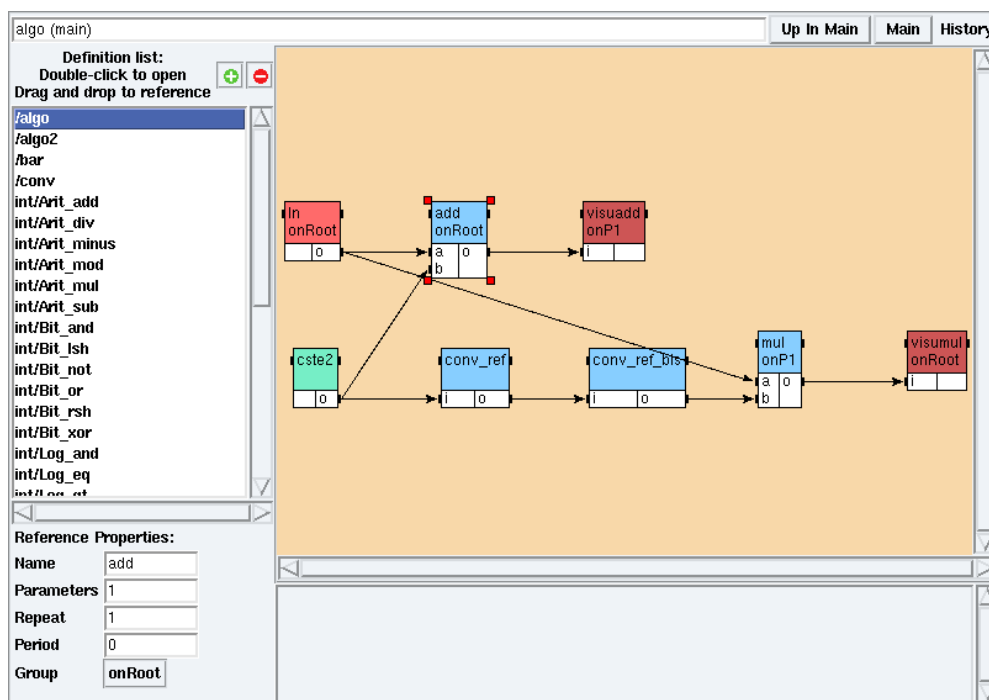 algo (main)
Up In Main
Main
History
Definition list:
Double-click to open
Drag and drop to reference
/algo
/algo2
/bar
/conv
int/Arit_add
int/Arit_div
int/Arit_minus
int/Arit_mod
int/Arit_mul
int/Arit_sub
int/Bit_and
int/Bit_lsh
int/Bit_not
int/Bit_or
int/Bit_rsh
int/Bit_xor
int/Log_and
int/Log_eq
int/Log_gt
In
onRoot
o
add
onRoot
a o
b
visuadd
onP1
i
cste2
o
conv_ref
i o
conv_ref_bis
i o
mul
onP1
a o
b
visumul
onRoot
i
Reference Properties:
Name add
Parameters 1
Repeat 1
Period 0
Group onRoot